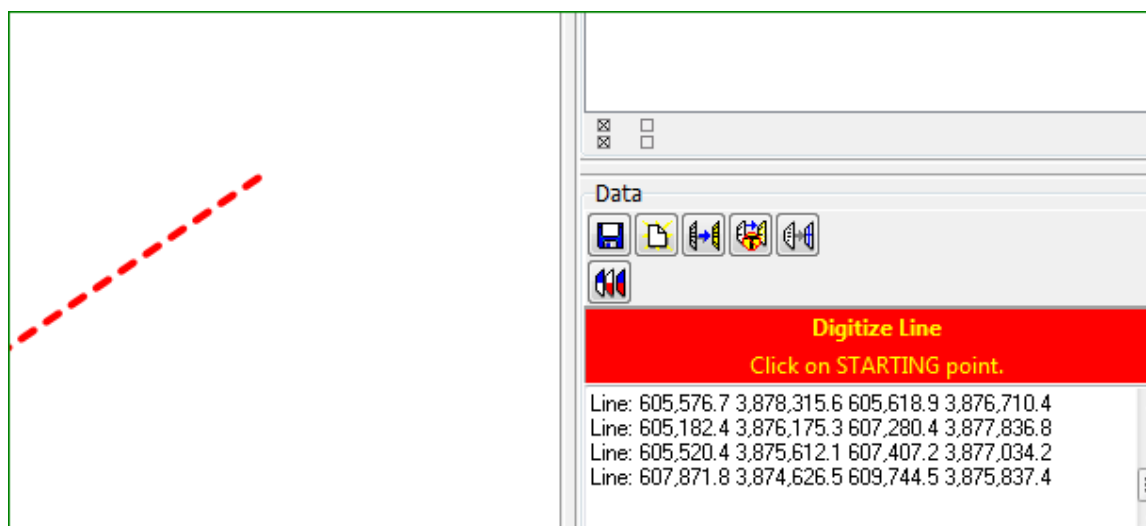 Data
Digitize Line
Click on STARTING point.
Line: 605,576.7 3,878,315.6 605,618.9 3,876,710.4
Line: 605,182.4 3,876,175.3 607,280.4 3,877,836.8
Line: 605,520.4 3,875,612.1 607,407.2 3,877,034.2
Line: 607,871.8 3,874,626.5 609,744.5 3,875,837.4